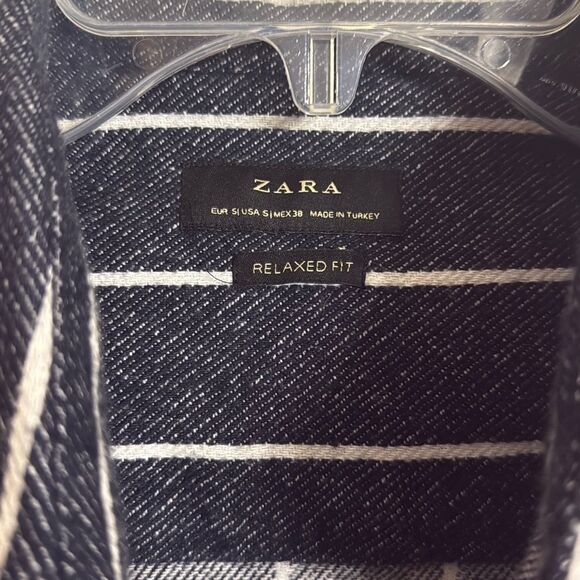 ZARA
EUR S | USA S | MEX 38 MADE IN TURKEY
RELAXED FIT